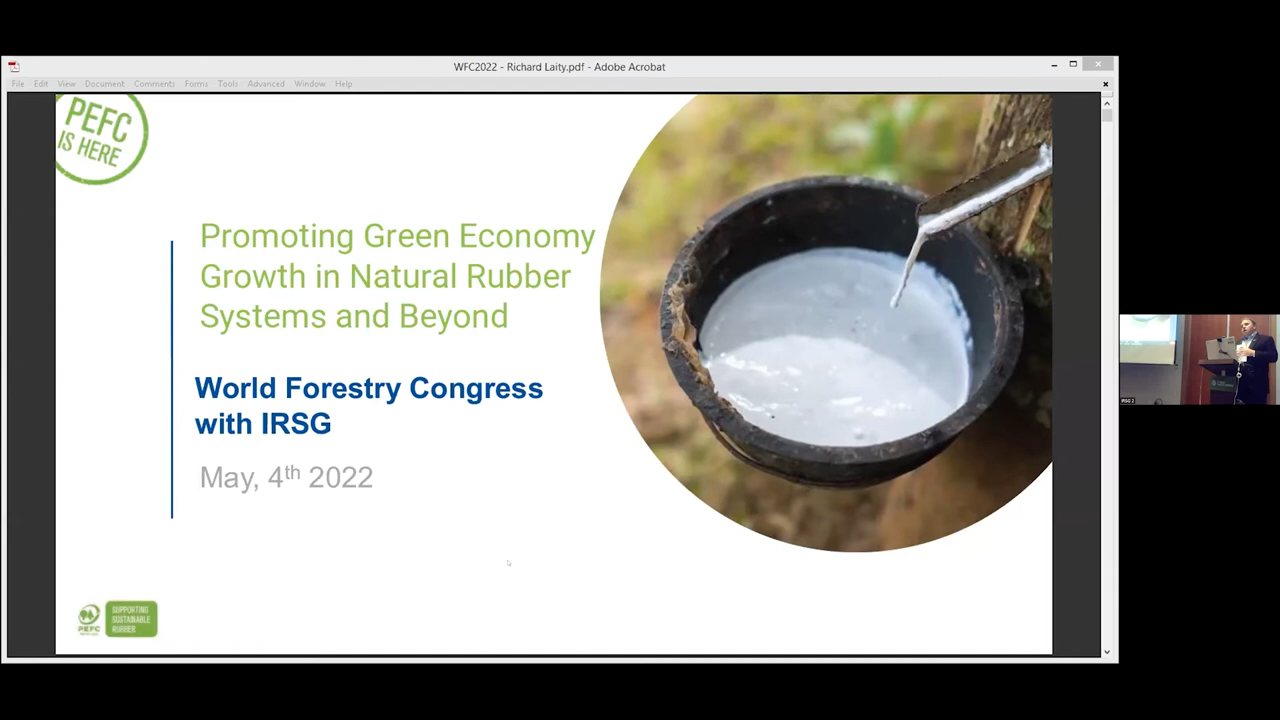 WFC2022 - Richard Laity.pdf - Adobe Acrobat
File Edit View Document Comments Forms Tools Advanced Window Help
PEFC
IS HERE
Promoting Green Economy
Growth in Natural Rubber
Systems and Beyond
World Forestry Congress
with IRSG
May, 4th 2022
PEFC
SUPPORTING
SUSTAINABLE
RUBBER